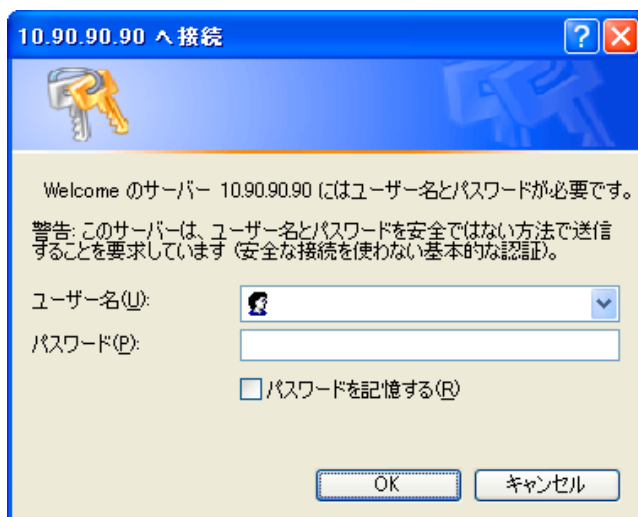 10.90.90.90 へ接続
Welcome のサーバー 10.90.90.90 にはユーザー名とパスワードが必要です。
警告: このサーバーは、ユーザー名とパスワードを安全ではない方法で送信
することを要求しています (安全な接続を使わない基本的な認証)。
ユーザー名(U):
パスワード(P):
パスワードを記憶する(R)
OK キャンセル